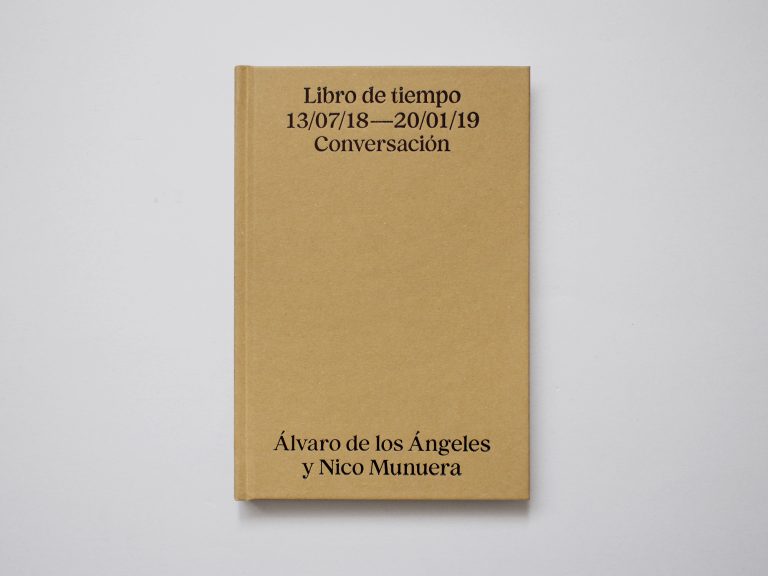 Libro de tiempo
13/07/18—20/01/19
Conversación
Álvaro de los Ángeles
y Nico Munuera